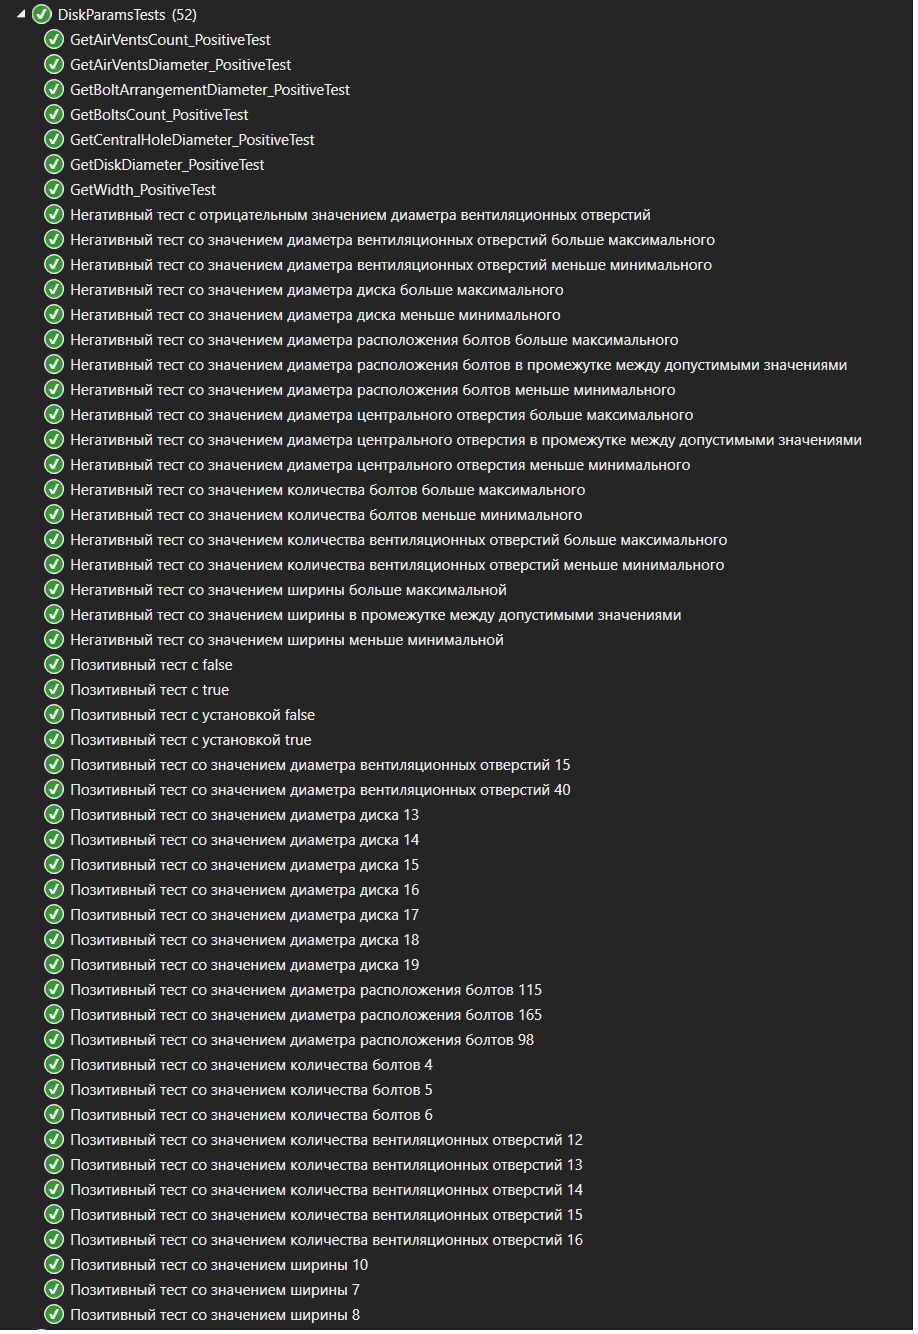 DiskParamsTests (52)
GetAirVentsCount_PositiveTest
GetAirVentsDiameter_PositiveTest
GetBoltArrangementDiameter_PositiveTest
GetBoltsCount_PositiveTest
GetCentralHoleDiameter_PositiveTest
GetDiskDiameter_PositiveTest
GetWidth_PositiveTest
Негативный тест с отрицательным значением диаметра вентиляционных отверстий
Негативный тест со значением диаметра вентиляционных отверстий больше максимального
Негативный тест со значением диаметра вентиляционных отверстий меньше минимального
Негативный тест со значением диаметра диска больше максимального
Негативный тест со значением диаметра диска меньше минимального
Негативный тест со значением диаметра расположения болтов больше максимального
Негативный тест со значением диаметра расположения болтов в промежутке между допустимыми значениями
Негативный тест со значением диаметра расположения болтов меньше минимального
Негативный тест со значением диаметра центрального отверстия больше максимального
Негативный тест со значением диаметра центрального отверстия в промежутке между допустимыми значениями
Негативный тест со значением диаметра центрального отверстия меньше минимального
Негативный тест со значением количества болтов больше максимального
Негативный тест со значением количества болтов меньше минимального
Негативный тест со значением количества вентиляционных отверстий больше максимального
Негативный тест со значением количества вентиляционных отверстий меньше минимального
Негативный тест со значением ширины больше максимальной
Негативный тест со значением ширины в промежутке между допустимыми значениями
Негативный тест со значением ширины меньше минимальной
Позитивный тест с false
Позитивный тест с true
Позитивный тест с установкой false
Позитивный тест с установкой true
Позитивный тест со значением диаметра вентиляционных отверстий 15
Позитивный тест со значением диаметра вентиляционных отверстий 40
Позитивный тест со значением диаметра диска 13
Позитивный тест со значением диаметра диска 14
Позитивный тест со значением диаметра диска 15
Позитивный тест со значением диаметра диска 16
Позитивный тест со значением диаметра диска 17
Позитивный тест со значением диаметра диска 18
Позитивный тест со значением диаметра диска 19
Позитивный тест со значением диаметра расположения болтов 115
Позитивный тест со значением диаметра расположения болтов 165
Позитивный тест со значением диаметра расположения болтов 98
Позитивный тест со значением количества болтов 4
Позитивный тест со значением количества болтов 5
Позитивный тест со значением количества болтов 6
Позитивный тест со значением количества вентиляционных отверстий 12
Позитивный тест со значением количества вентиляционных отверстий 13
Позитивный тест со значением количества вентиляционных отверстий 14
Позитивный тест со значением количества вентиляционных отверстий 15
Позитивный тест со значением количества вентиляционных отверстий 16
Позитивный тест со значением ширины 10
Позитивный тест со значением ширины 7
Позитивный тест со значением ширины 8